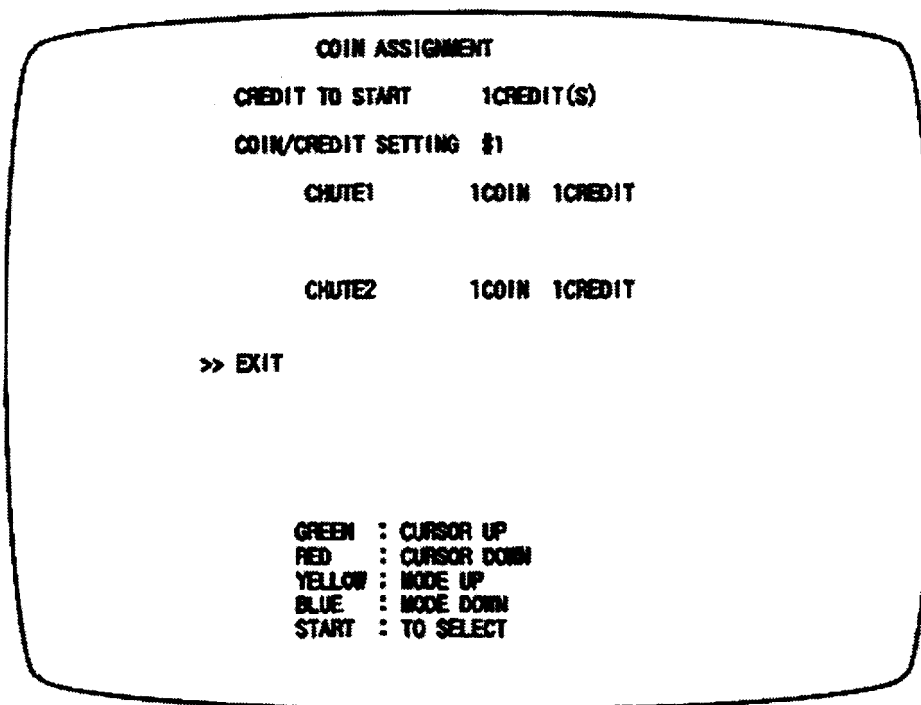 COIN ASSIGNMENT
CREDIT TO START 1CREDIT(S)
COIN/CREDIT SETTING #1
CHUTE1 1COIN 1CREDIT
CHUTE2 1COIN 1CREDIT
>> EXIT
GREEN : CURSOR UP
RED : CURSOR DOWN
YELLOW : MODE UP
BLUE : MODE DOWN
START : TO SELECT